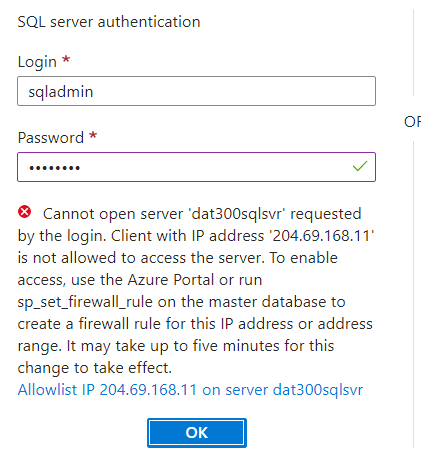 SQL server authentication
Login *
OR
sqladmin
Password *
••••••••
Cannot open server 'dat300sqlsvr' requested
by the login. Client with IP address '204.69.168.11'
is not allowed to access the server. To enable
access, use the Azure Portal or run
sp_set_firewall_rule on the master database to
create a firewall rule for this IP address or address
range. It may take up to five minutes for this
change to take effect.
Allowlist IP 204.69.168.11 on server dat300sqlsvr
OK